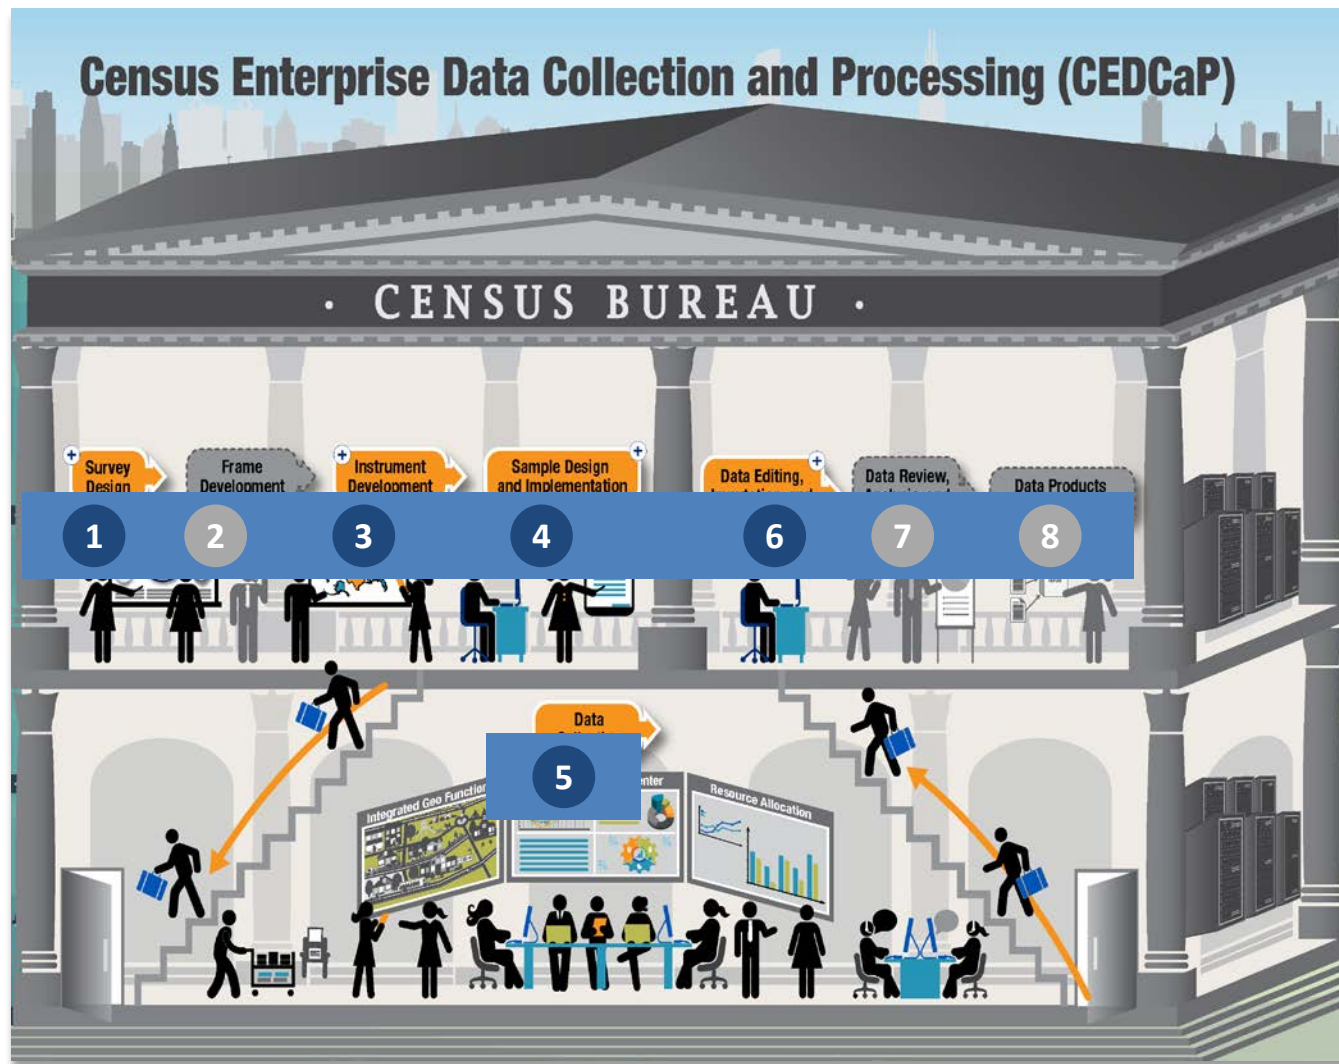 Census Enterprise Data Collection and Processing (CEDCaP)
· CENSUS BUREAU ·
Survey
Design
Frame
Development
Instrument
Development
Sample Design
and Implementation
Data Editing,
Data Review,
Data Products
1
2
3
4
6
7
8
Data
5
Integrated Geo Function
Resource Allocation